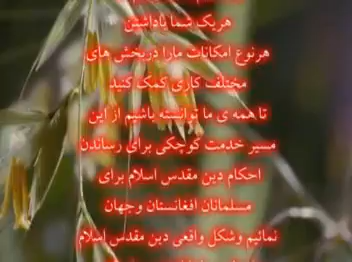 هریک شما باداشتن
هرنوع امکانات مارا دربخش های
مختلف کاری کمک کنید
تا همه ی ما توانسته باشیم از این
مسیر خدمت کوچکی برای رساندن
احکام دین مقدس اسلام برای
مسلمانان افغانستان وجهان
نمائیم وشکل واقعی دین مقدس اسلام